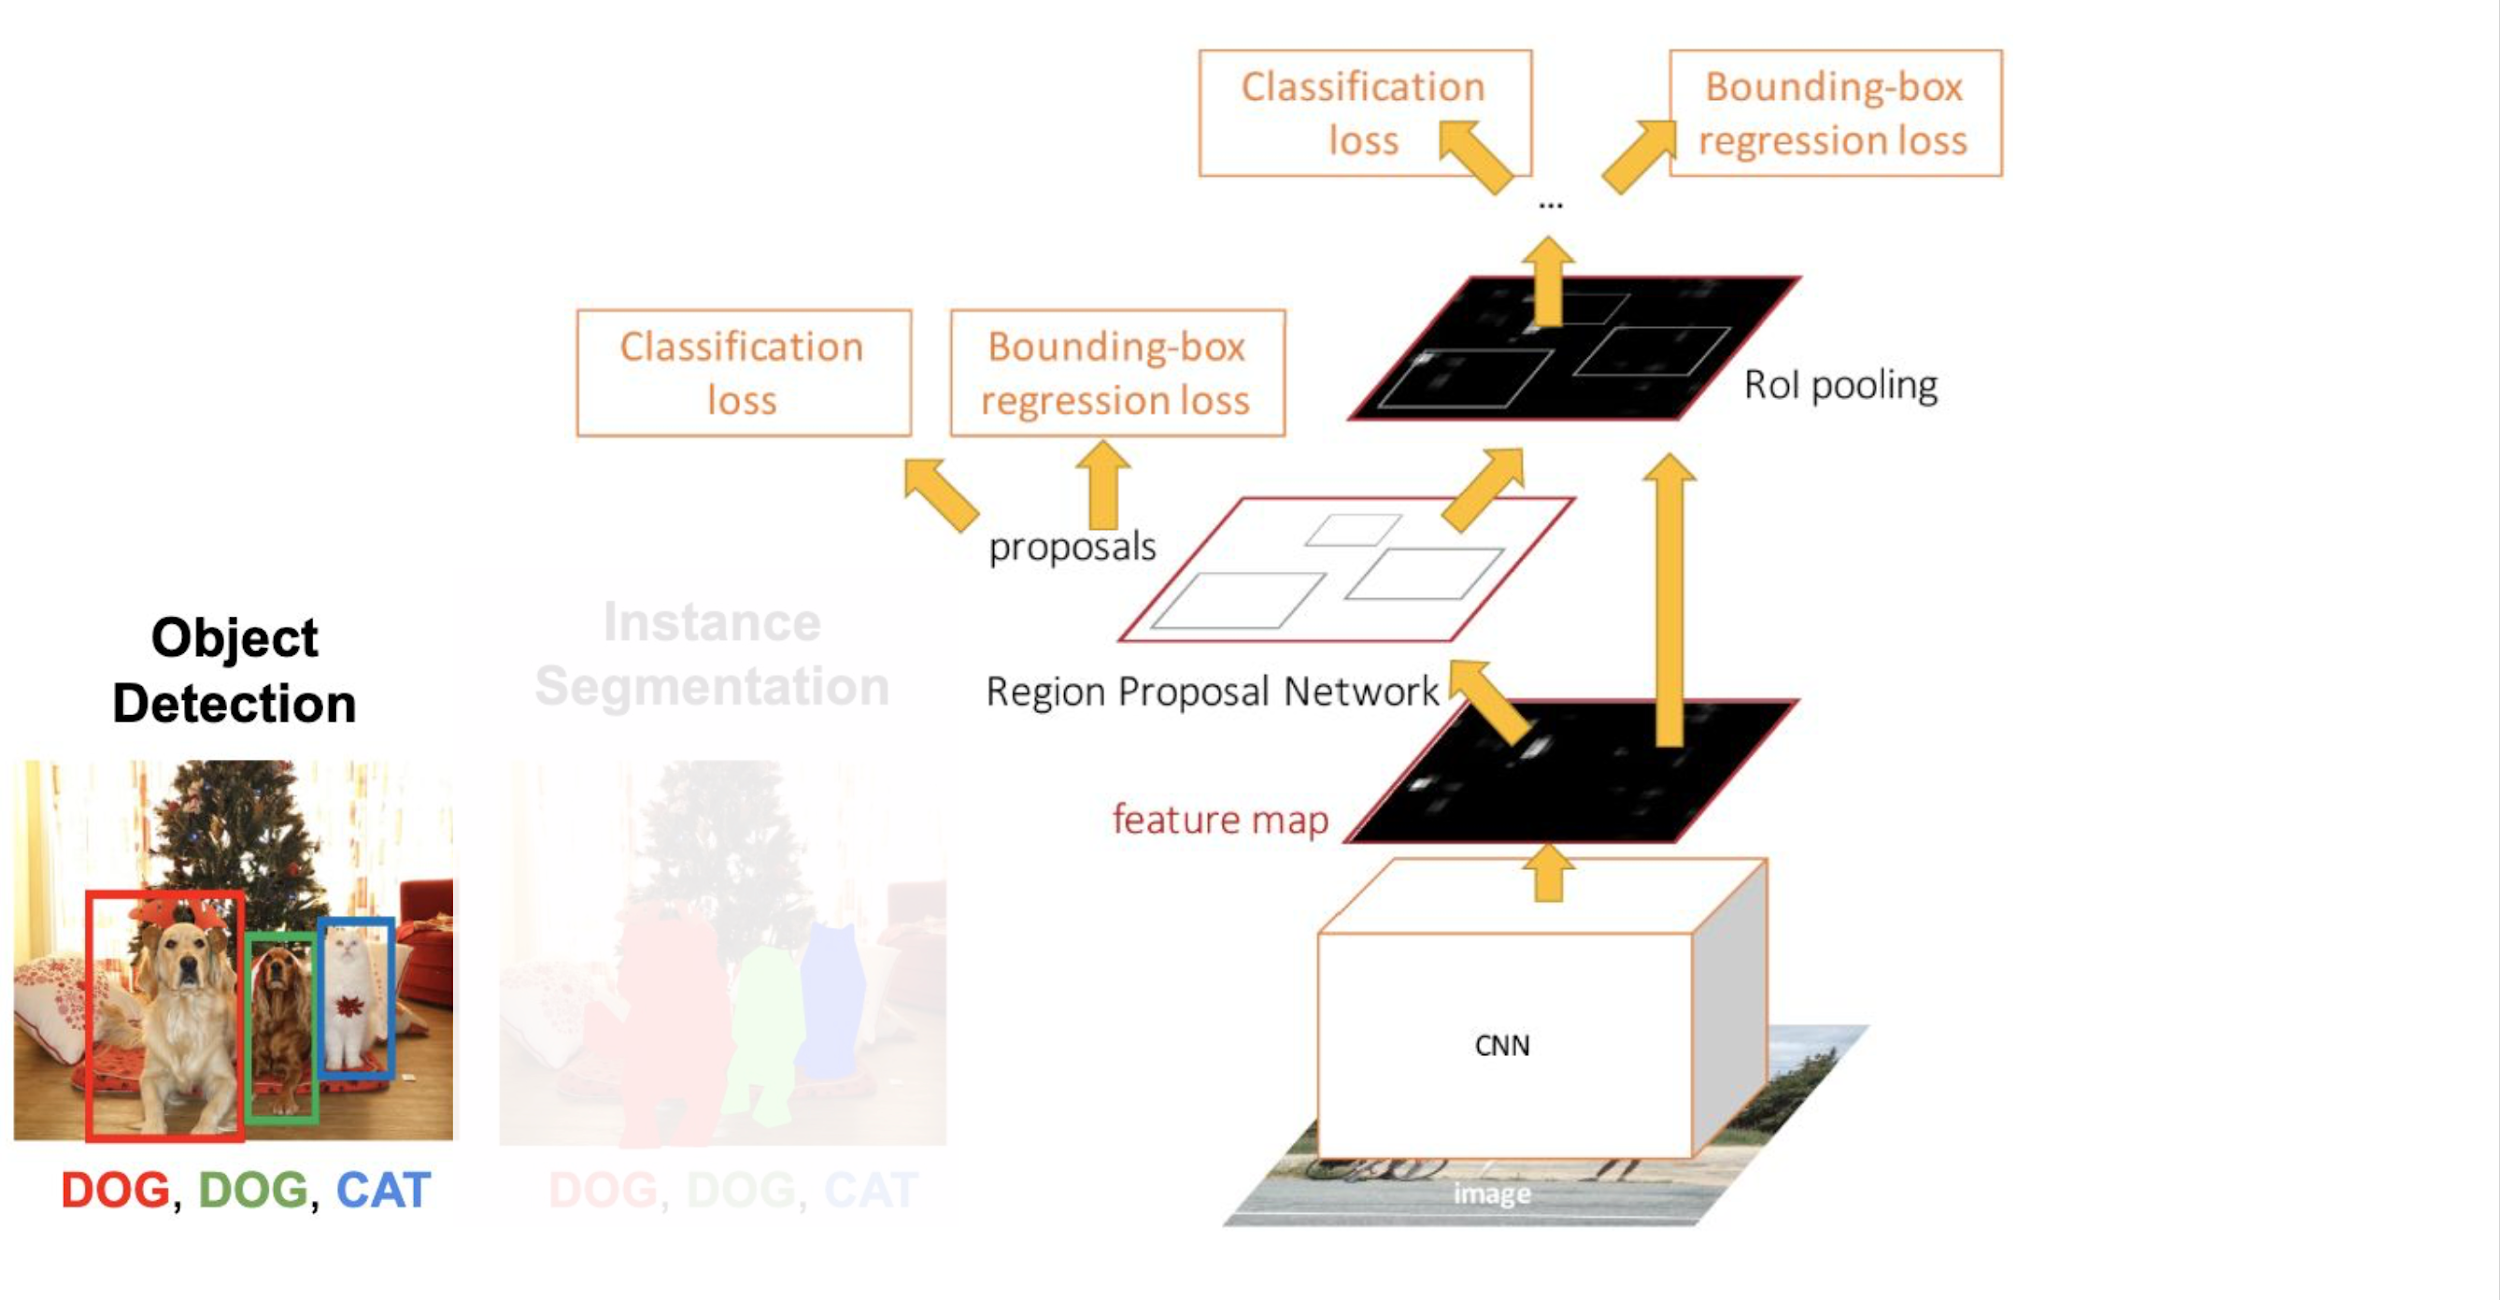 Classification
loss
Bounding-box
regression loss
...
Classification
loss
Bounding-box
regression loss
RoI pooling
proposals
Object
Detection
Instance
Segmentation
Region Proposal Network
feature map
CNN
image
DOG, DOG, CAT
DOG, DOG, CAT